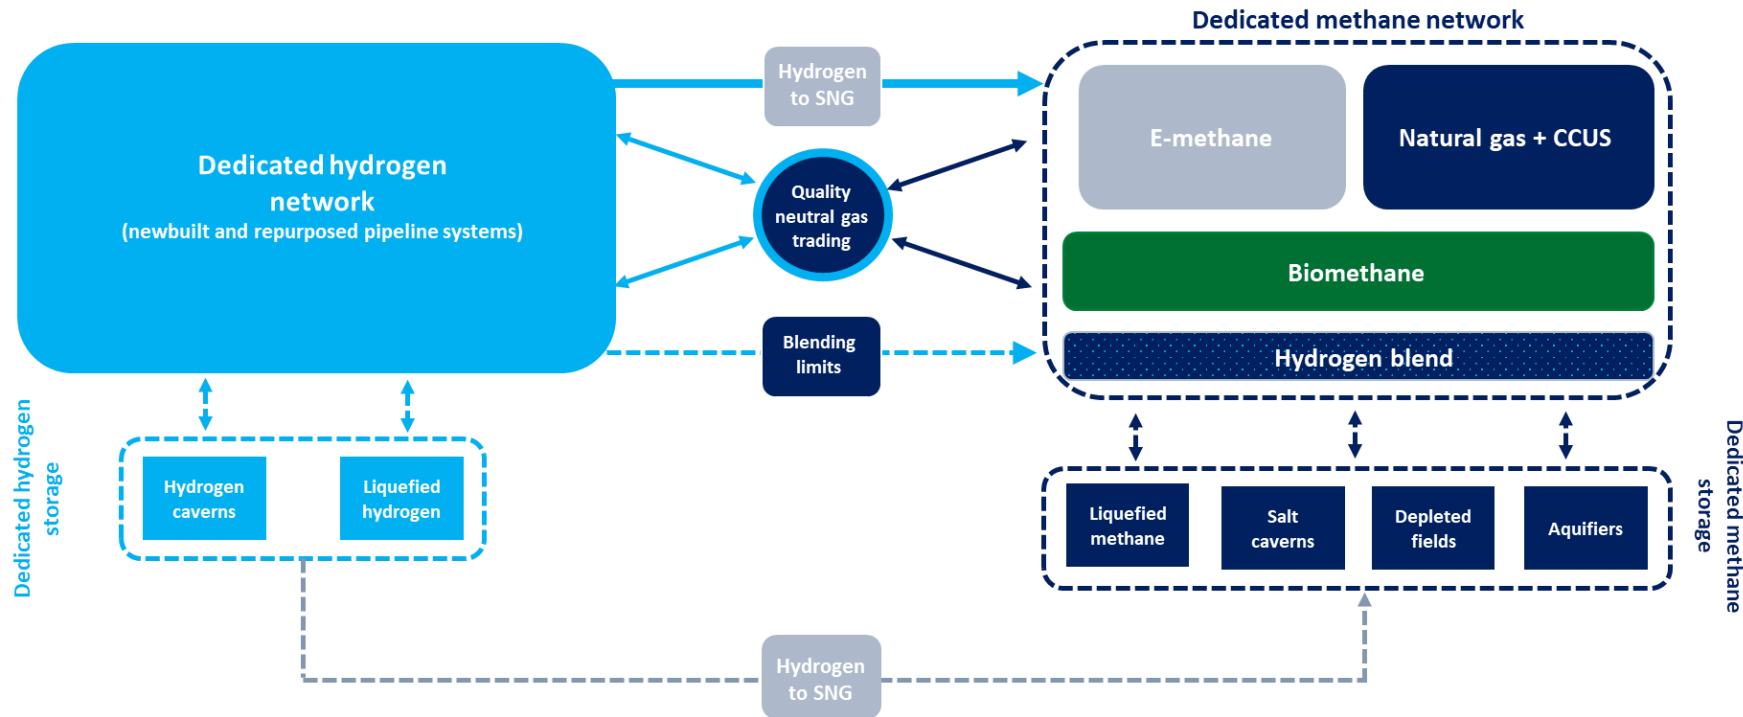 Dedicated methane network
Hydrogen
to SNG
E-methane
Natural gas + CCUS
Dedicated hydrogen
network
(newbuilt and repurposed pipeline systems)
Quality
neutral gas
trading
Biomethane
Blending
limits
Hydrogen blend
Dedicated hydrogen
storage
Hydrogen
caverns
Liquefied
hydrogen
Liquefied
methane
Salt
caverns
Depleted
fields
Aquifiers
Dedicated methane
storage
Hydrogen
to SNG